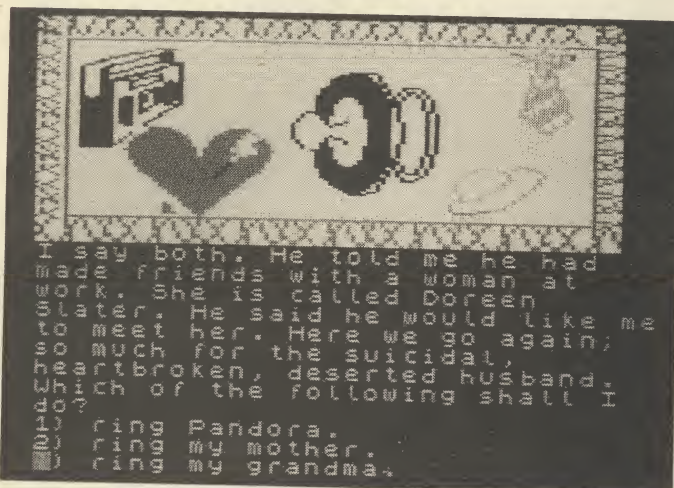 I say both. He told me he had
made friends with a woman at
work. She is called Doreen
Slater. He said he would like me
to meet her. Here we go again;
so much for the suicidal,
heartbroken, deserted husband.
Which of the following shall I
do?
1) ring Pandora.
2) ring my mother.
) ring my grandma.